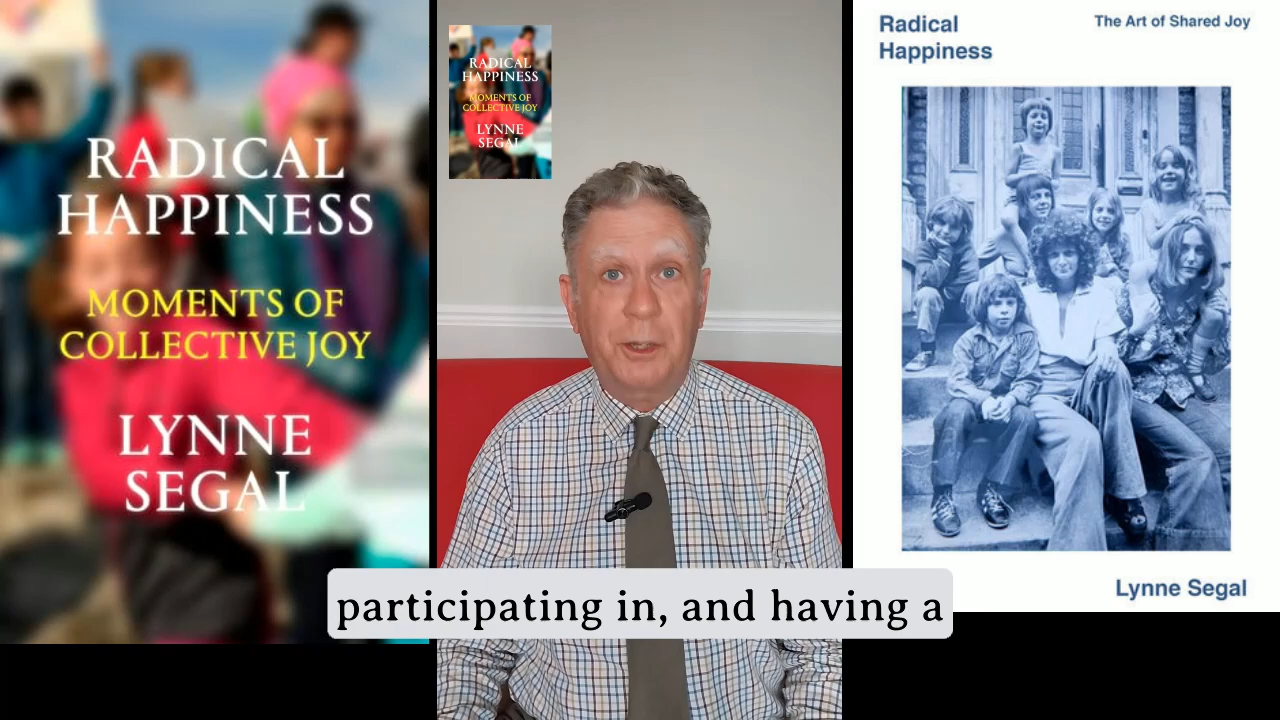 RADICAL
HAPPINESS
MOMENTS OF
COLLECTIVE JOY
LYNNE
SEGAL
RADICAL
HAPPINESS
MOMENTS OF
COLLECTIVE JOY
LYNNE
SEGAL
Radical
Happiness
The Art of Shared Joy
Lynne Segal
participating in, and having a